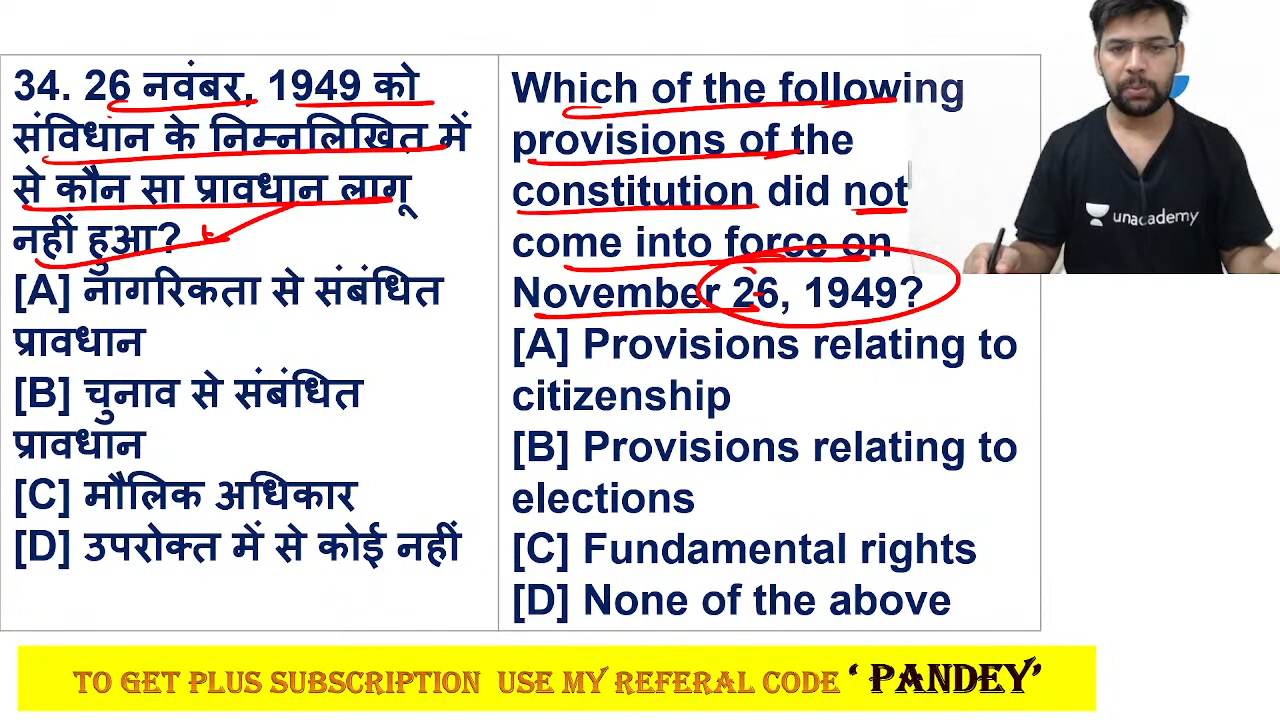 34. 26 नवंबर, 1949 को
संविधान के निम्नलिखित में
से कौन सा प्रावधान लागू
नहीं हुआ?
[A] नागरिकता से संबंधित
प्रावधान
[B] चुनाव से संबंधित
प्रावधान
[C] मौलिक अधिकार
[D] उपरोक्त में से कोई नहीं
Which of the following
provisions of the
constitution did not
come into force on
November 26, 1949?
[A] Provisions relating to
citizenship
[B] Provisions relating to
elections
[C] Fundamental rights
[D] None of the above
unacademy
TO GET PLUS SUBSCRIPTION USE MY REFERAL CODE ‘ PANDEY’